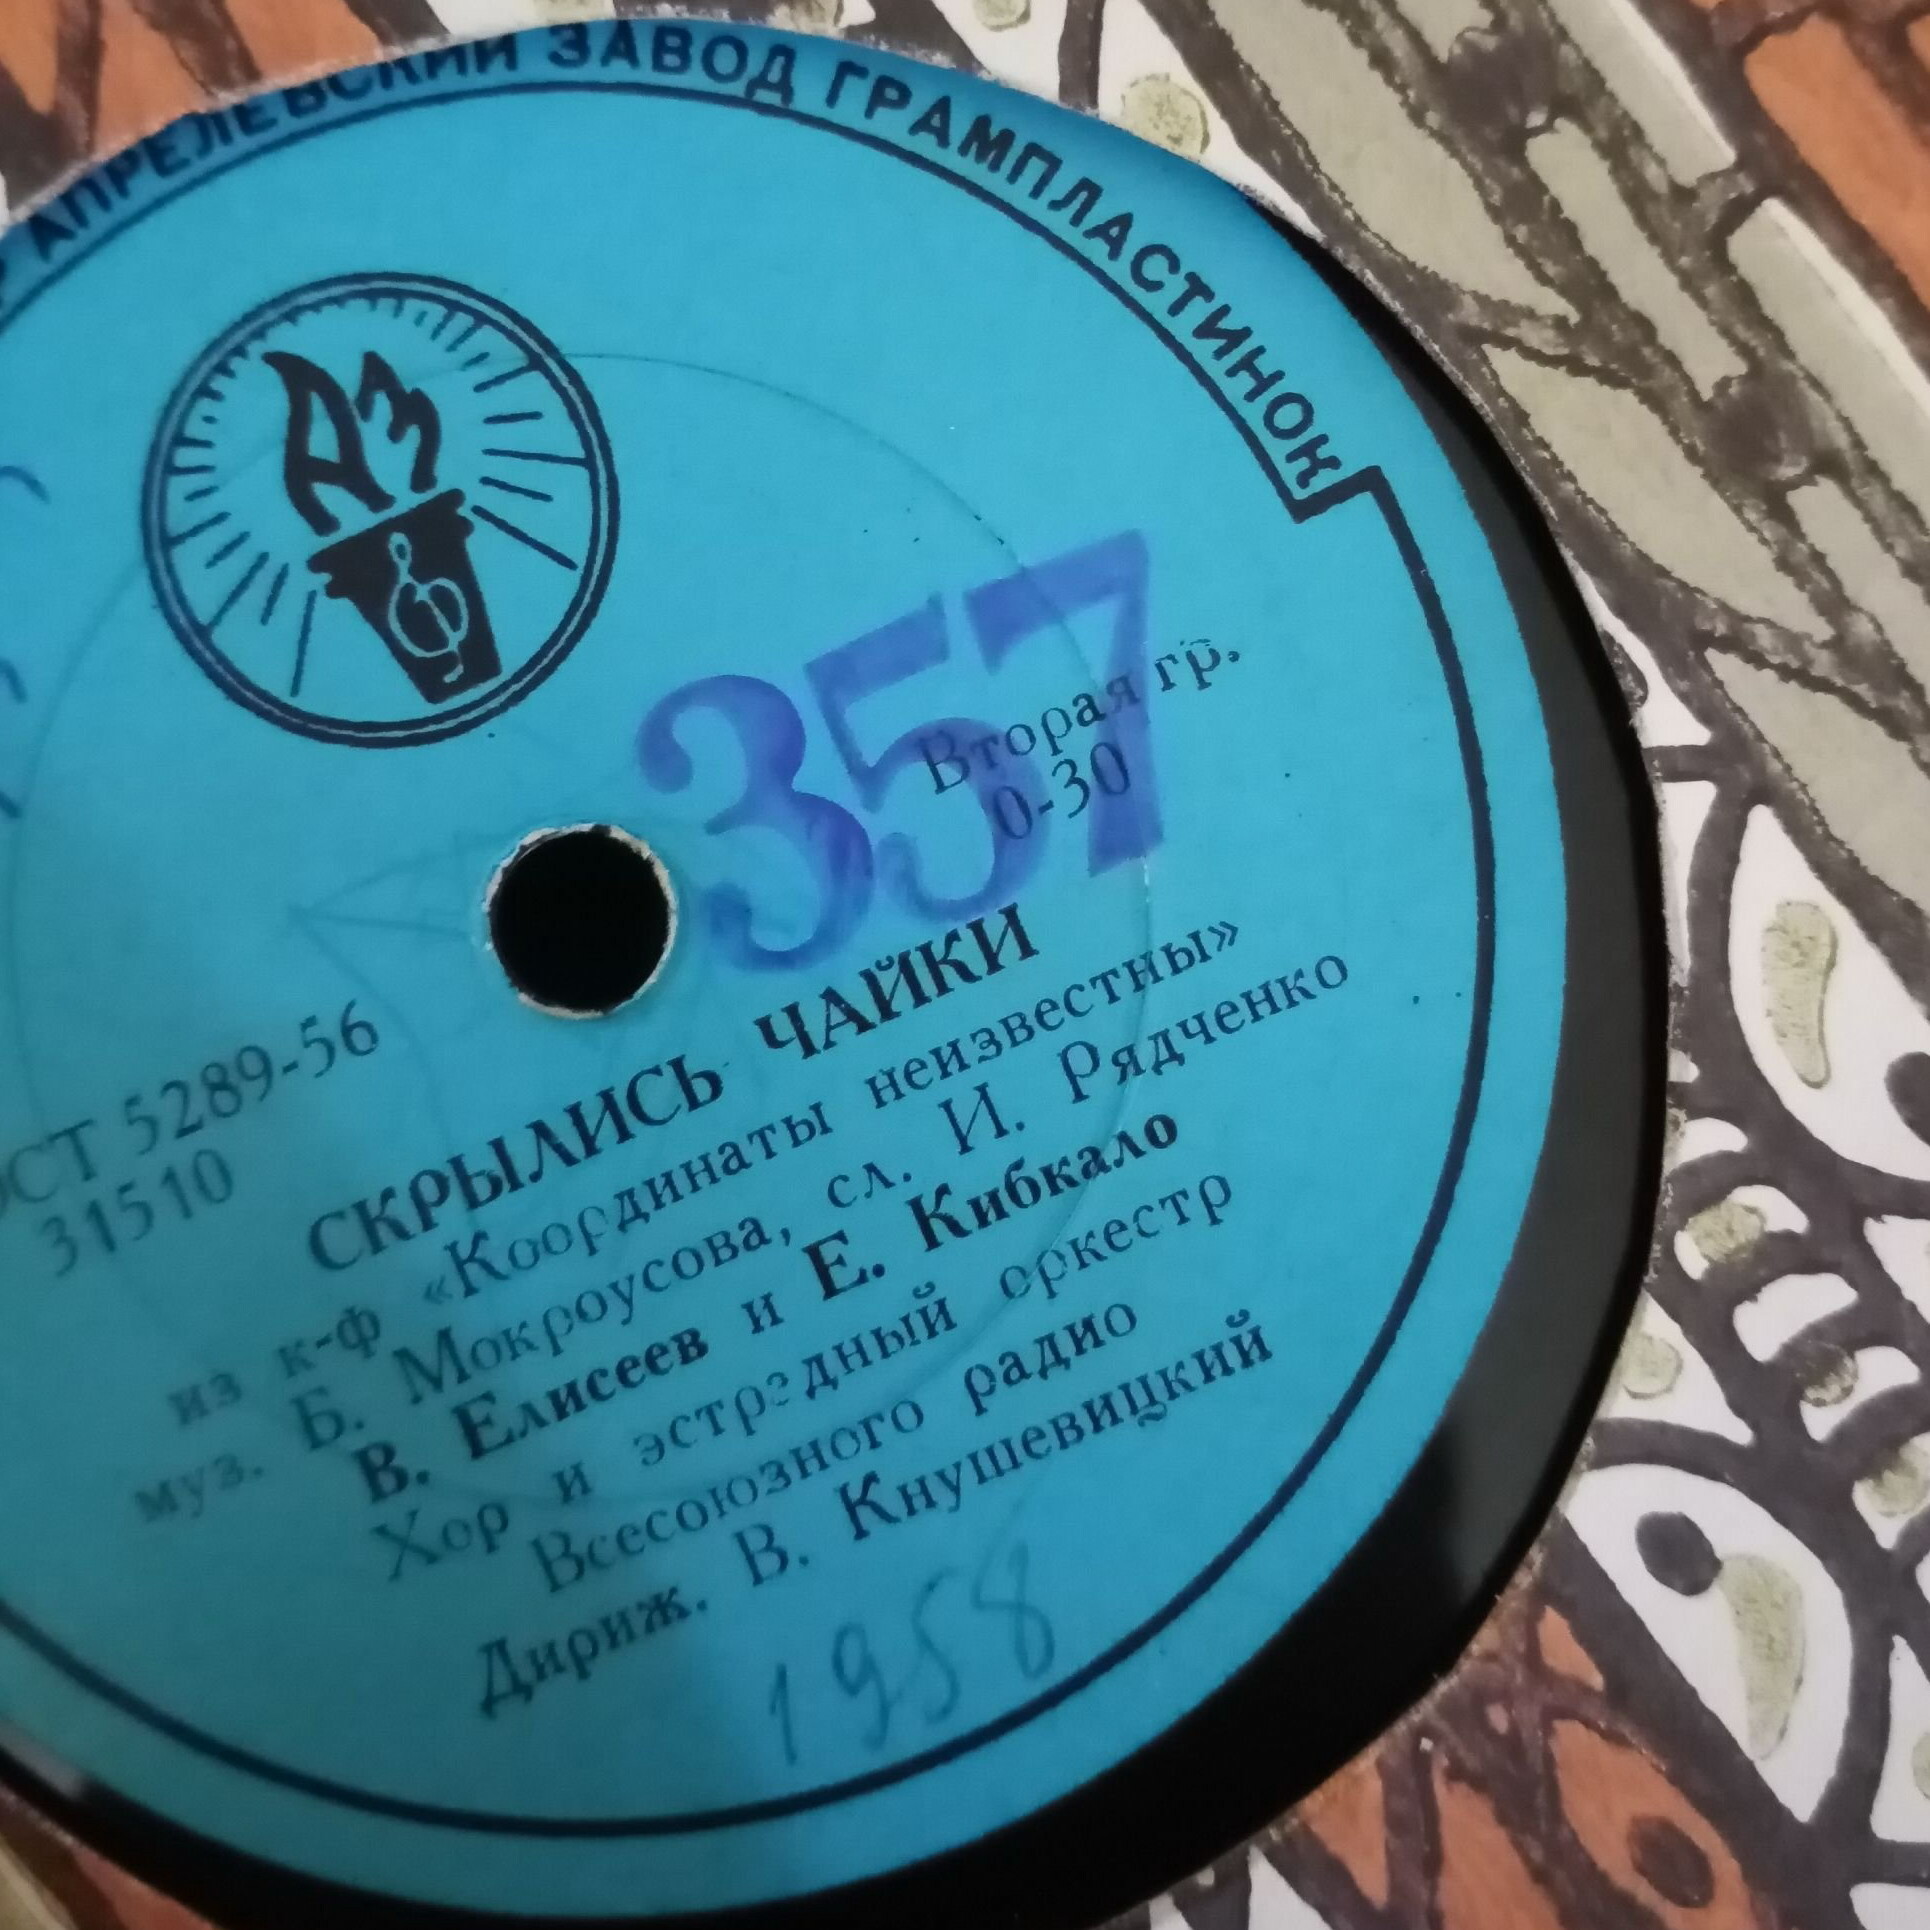 АПРЕЛЕВСКИЙ ЗАВОД ГРАМПЛАСТИНОК
АЗ
357
Вторая гр.
0-30
5289-56
31510
СКРЫЛИСЬ ЧАЙКИ
из к-ф «Координаты неизвестны»
муз. Б. Мокроусова, сл. И. Рядченко
В. Елисеев и Е. Кибкало
Хор и эстрадный оркестр
Всесоюзного радио
Дириж. В. Кнушевицкий
1958